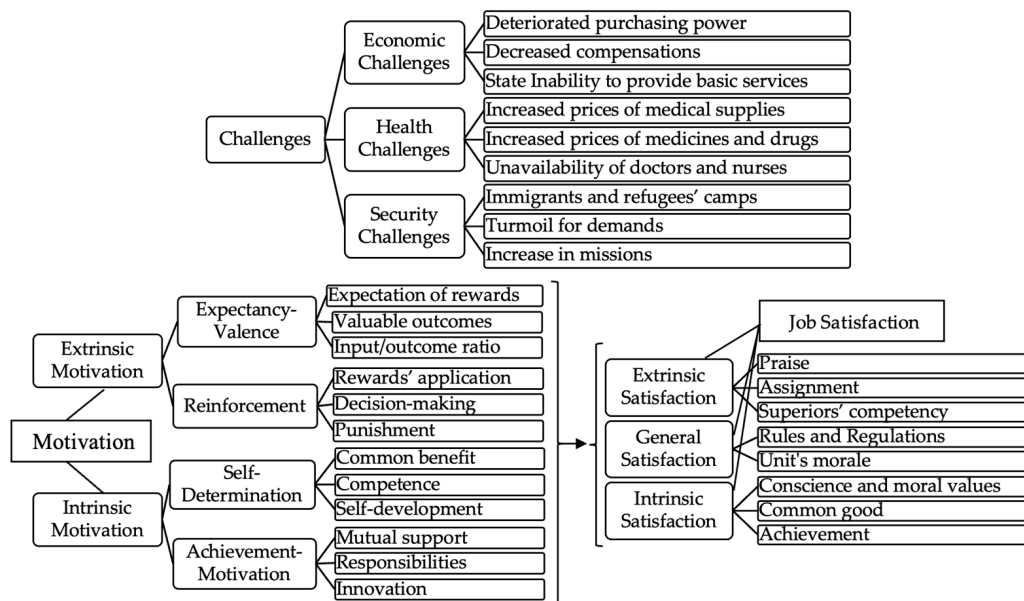 Challenges
Economic
Challenges
Deteriorated purchasing power
Decreased compensations
State Inability to provide basic services
Health
Challenges
Increased prices of medical supplies
Increased prices of medicines and drugs
Unavailability of doctors and nurses
Security
Challenges
Immigrants and refugees’ camps
Turmoil for demands
Increase in missions
Motivation
Extrinsic
Motivation
Expectancy-
Valence
Expectation of rewards
Valuable outcomes
Input/outcome ratio
Reinforcement
Rewards’ application
Decision-making
Punishment
Intrinsic
Motivation
Self-
Determination
Common benefit
Competence
Self-development
Achievement-
Motivation
Mutual support
Responsibilities
Innovation
Job Satisfaction
Extrinsic
Satisfaction
Praise
Assignment
Superiors’ competency
General
Satisfaction
Rules and Regulations
Unit's morale
Intrinsic
Satisfaction
Conscience and moral values
Common good
Achievement